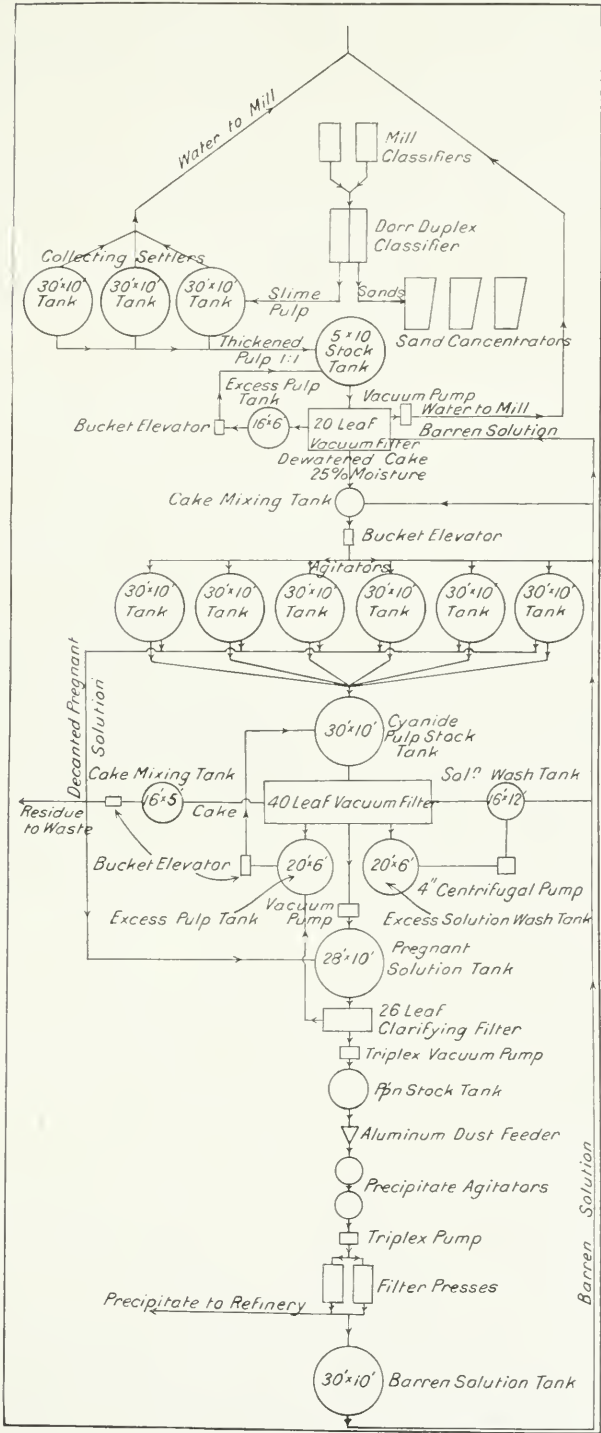 Water to Mill
Mill
Classifiers
Dorr Duplex
Classifier
Collecting Settlers
30'x10'
Tank
30'x10'
Tank
30'x10'
Tank
Slime
Pulp
Sands
Sand Concentrators
Thickened
Pulp 1:1
5x10
Stock
Tank
Excess Pulp
Tank
Vacuum Pump
Water to Mill
Bucket Elevator
16'x6'
20 Leaf
Vacuum Filter
Barren Solution
Dewatered Cake
25% Moisture
Cake Mixing Tank
Bucket Elevator
Agitators
30'x10'
Tank
30'x10'
Tank
30'x10'
Tank
30'x10'
Tank
30'x10'
Tank
30'x10'
Tank
Decanted Pregnant
Solution
30'x10'
Cyanide
Pulp Stock
Tank
Cake Mixing Tank
Sol'n Wash Tank
16'x5'
Cake
40 Leaf Vacuum Filter
16'x12'
Residue
to Waste
Bucket Elevator
20'x6'
20'x6'
4" Centrifugal Pump
Excess Pulp Tank
Vacuum
Pump
Excess Solution Wash Tank
28'x10'
Pregnant
Solution Tank
26 Leaf
Clarifying Filter
Triplex Vacuum Pump
Pp'n Stock Tank
Aluminum Dust Feeder
Precipitate Agitators
Triplex Pump
Filter Presses
Precipitate to Refinery
Barren Solution
30'x10'
Barren Solution Tank